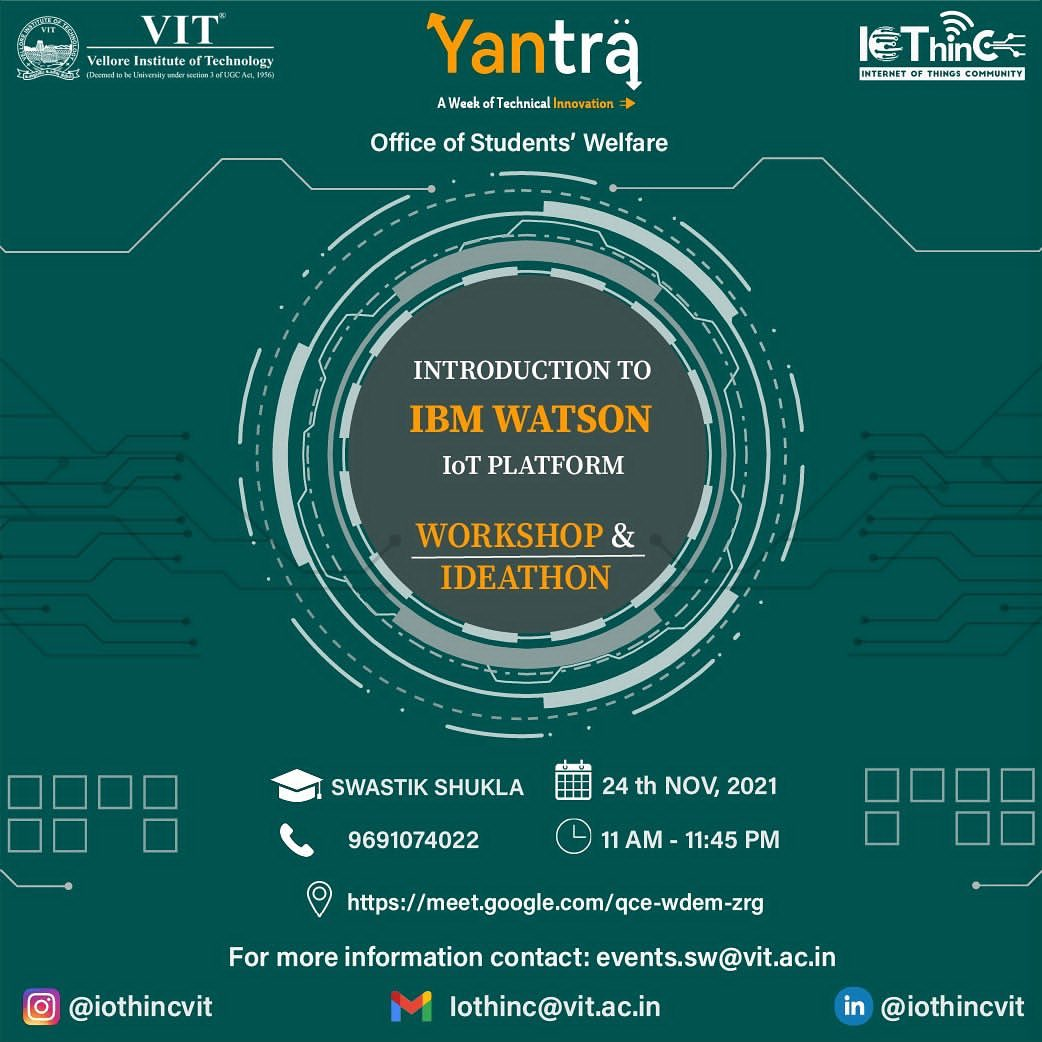 VIT®
Vellore Institute of Technology
(Deemed to be University under section 3 of UGC Act, 1956)
VIT
Yantra
A Week of Technical Innovation
IoThinC
INTERNET OF THINGS COMMUNITY
Office of Students' Welfare
INTRODUCTION TO
IBM WATSON
IoT PLATFORM
WORKSHOP &
IDEATHON
SWASTIK SHUKLA
24 th NOV, 2021
9691074022
11 AM - 11:45 PM
https://meet.google.com/qce-wdem-zrg
For more information contact: events.sw@vit.ac.in
@iothincvit
Iothinc@vit.ac.in
in @iothincvit